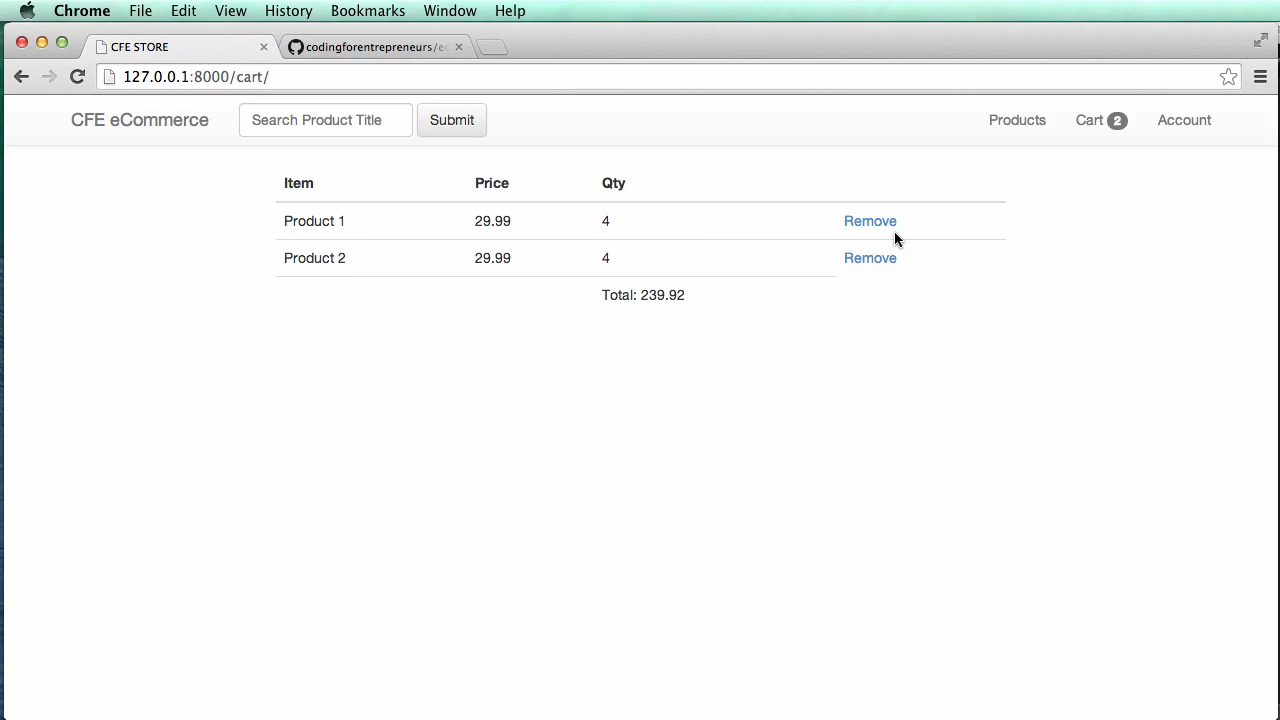 Chrome File Edit View History Bookmarks Window Help
CFE STORE codingforentrepreneurs/e
127.0.0.1:8000/cart/
CFE eCommerce Search Product Title Submit Products Cart 2 Account
Item Price Qty
Product 1 29.99 4 Remove
Product 2 29.99 4 Remove
Total: 239.92